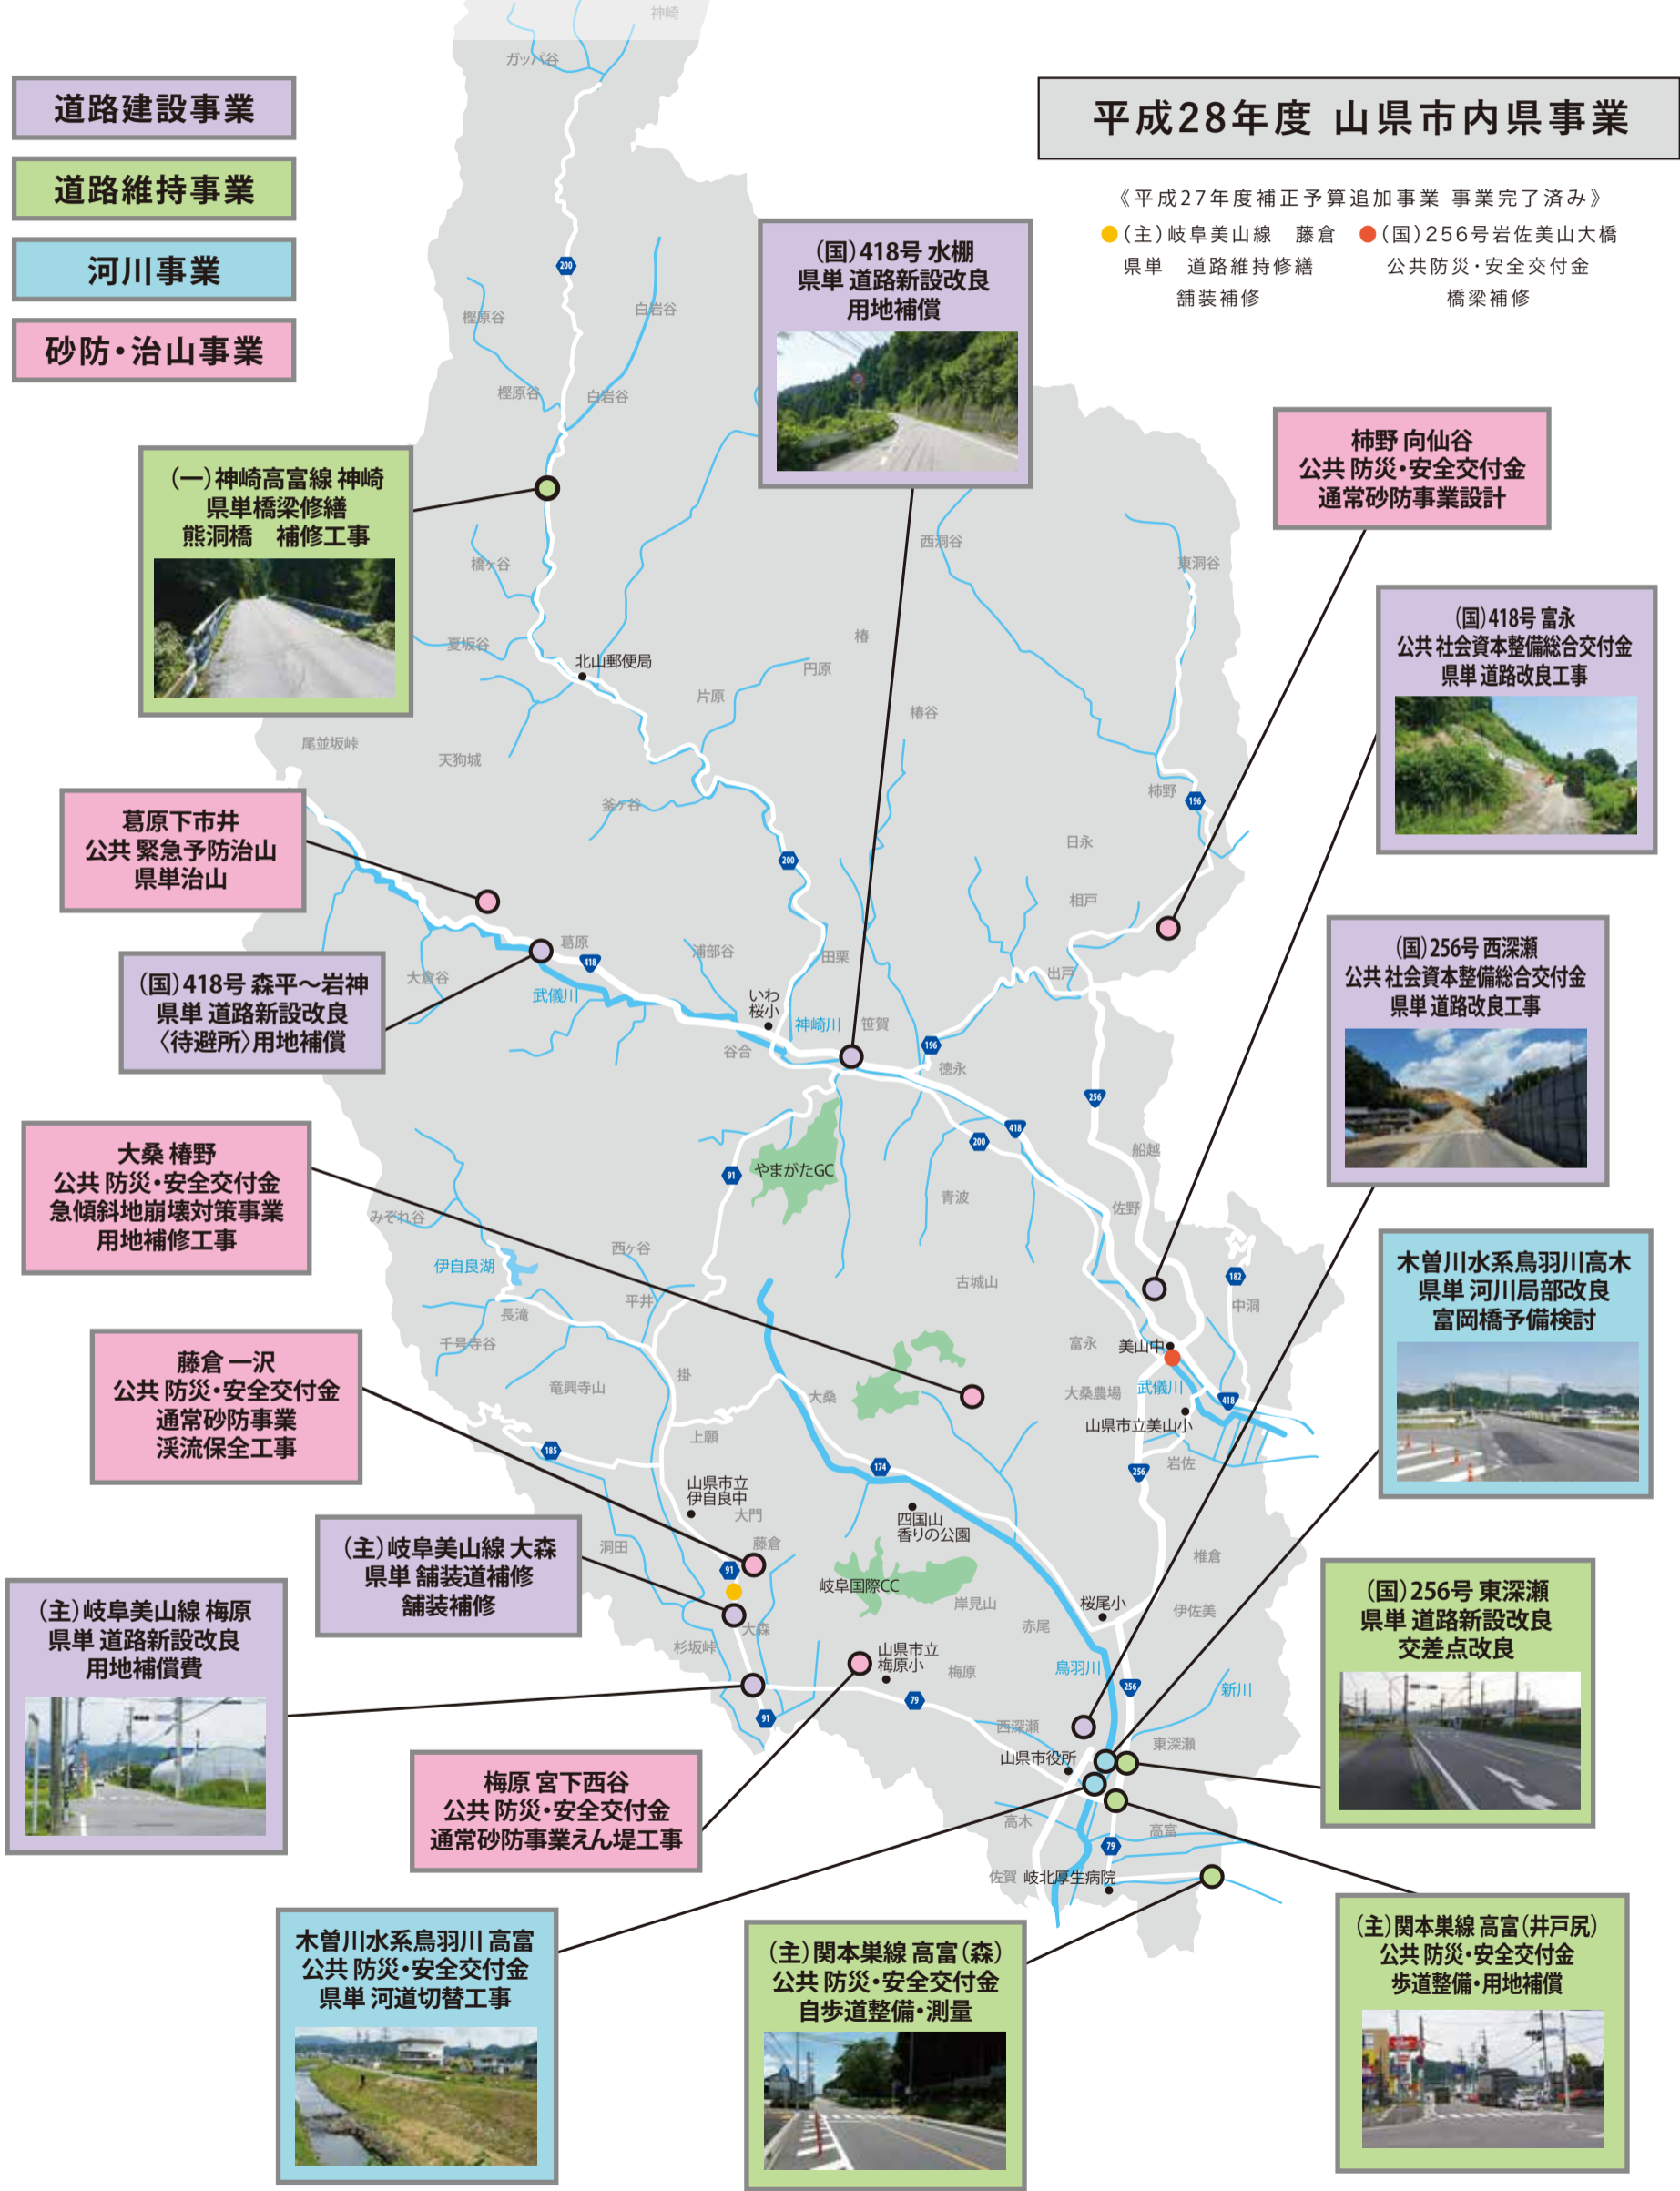 平成28年度 山県市内県事業
《平成27年度補正予算追加事業 事業完了済み》
(主)岐阜美山線 藤倉
県単 道路維持修繕
舗装補修
(国)256号岩佐美山大橋
公共防災・安全交付金
橋梁補修
道路建設事業
道路維持事業
河川事業
砂防・治山事業
(国)418号 水棚
県単 道路新設改良
用地補償
(一)神崎高富線 神崎
県単橋梁修繕
熊洞橋 補修工事
柿野 向仙谷
公共 防災・安全交付金
通常砂防事業設計
(国)418号 富永
公共 社会資本整備総合交付金
県単 道路改良工事
葛原下市井
公共 緊急予防治山
県単治山
(国)418号 森平〜岩神
県単 道路新設改良
〈待避所〉用地補償
(国)256号 西深瀬
公共 社会資本整備総合交付金
県単 道路改良工事
大桑 椿野
公共 防災・安全交付金
急傾斜地崩壊対策事業
用地補修工事
木曽川水系鳥羽川高木
県単 河川局部改良
富岡橋予備検討
藤倉 一沢
公共 防災・安全交付金
通常砂防事業
渓流保全工事
(主)岐阜美山線 大森
県単 舗装道補修
舗装補修
(主)岐阜美山線 梅原
県単 道路新設改良
用地補償費
(国)256号 東深瀬
県単 道路新設改良
交差点改良
梅原 宮下西谷
公共 防災・安全交付金
通常砂防事業えん堤工事
木曽川水系鳥羽川 高富
公共 防災・安全交付金
県単 河道切替工事
(主)関本巣線 高富(森)
公共 防災・安全交付金
自歩道整備・測量
(主)関本巣線 高富(井戸尻)
公共 防災・安全交付金
歩道整備・用地補償
神崎
ガッパ谷
200
白岩谷
樫原谷
樫原谷
白岩谷
西洞谷
東洞谷
橋ヶ谷
夏坂谷
北山郵便局
椿
円原
片原
椿谷
尾並坂峠
天狗城
釜ヶ谷
柿野
196
日永
200
相戸
葛原
418
浦部谷
田栗
出戸
大倉谷
武儀川
いわ
桜小
神崎川
笹賀
谷合
196
徳永
256
418
200
船越
91
やまがたGC
青波
佐野
みぞれ谷
西ヶ谷
伊自良湖
古城山
182
中洞
長滝
平井
千号寺谷
富永
美山中
掛
竜興寺山
大桑
大桑農場
武儀川
418
山県市立美山小
上願
185
174
256
岩佐
山県市立
伊自良中
大門
四国山
香りの公園
洞田
藤倉
91
岐阜国際CC
椎倉
岸見山
桜尾小
伊佐美
大森
赤尾
杉坂峠
山県市立
梅原小
梅原
鳥羽川
新川
256
79
91
西深瀬
東深瀬
山県市役所
高木
高富
79
佐賀
岐北厚生病院